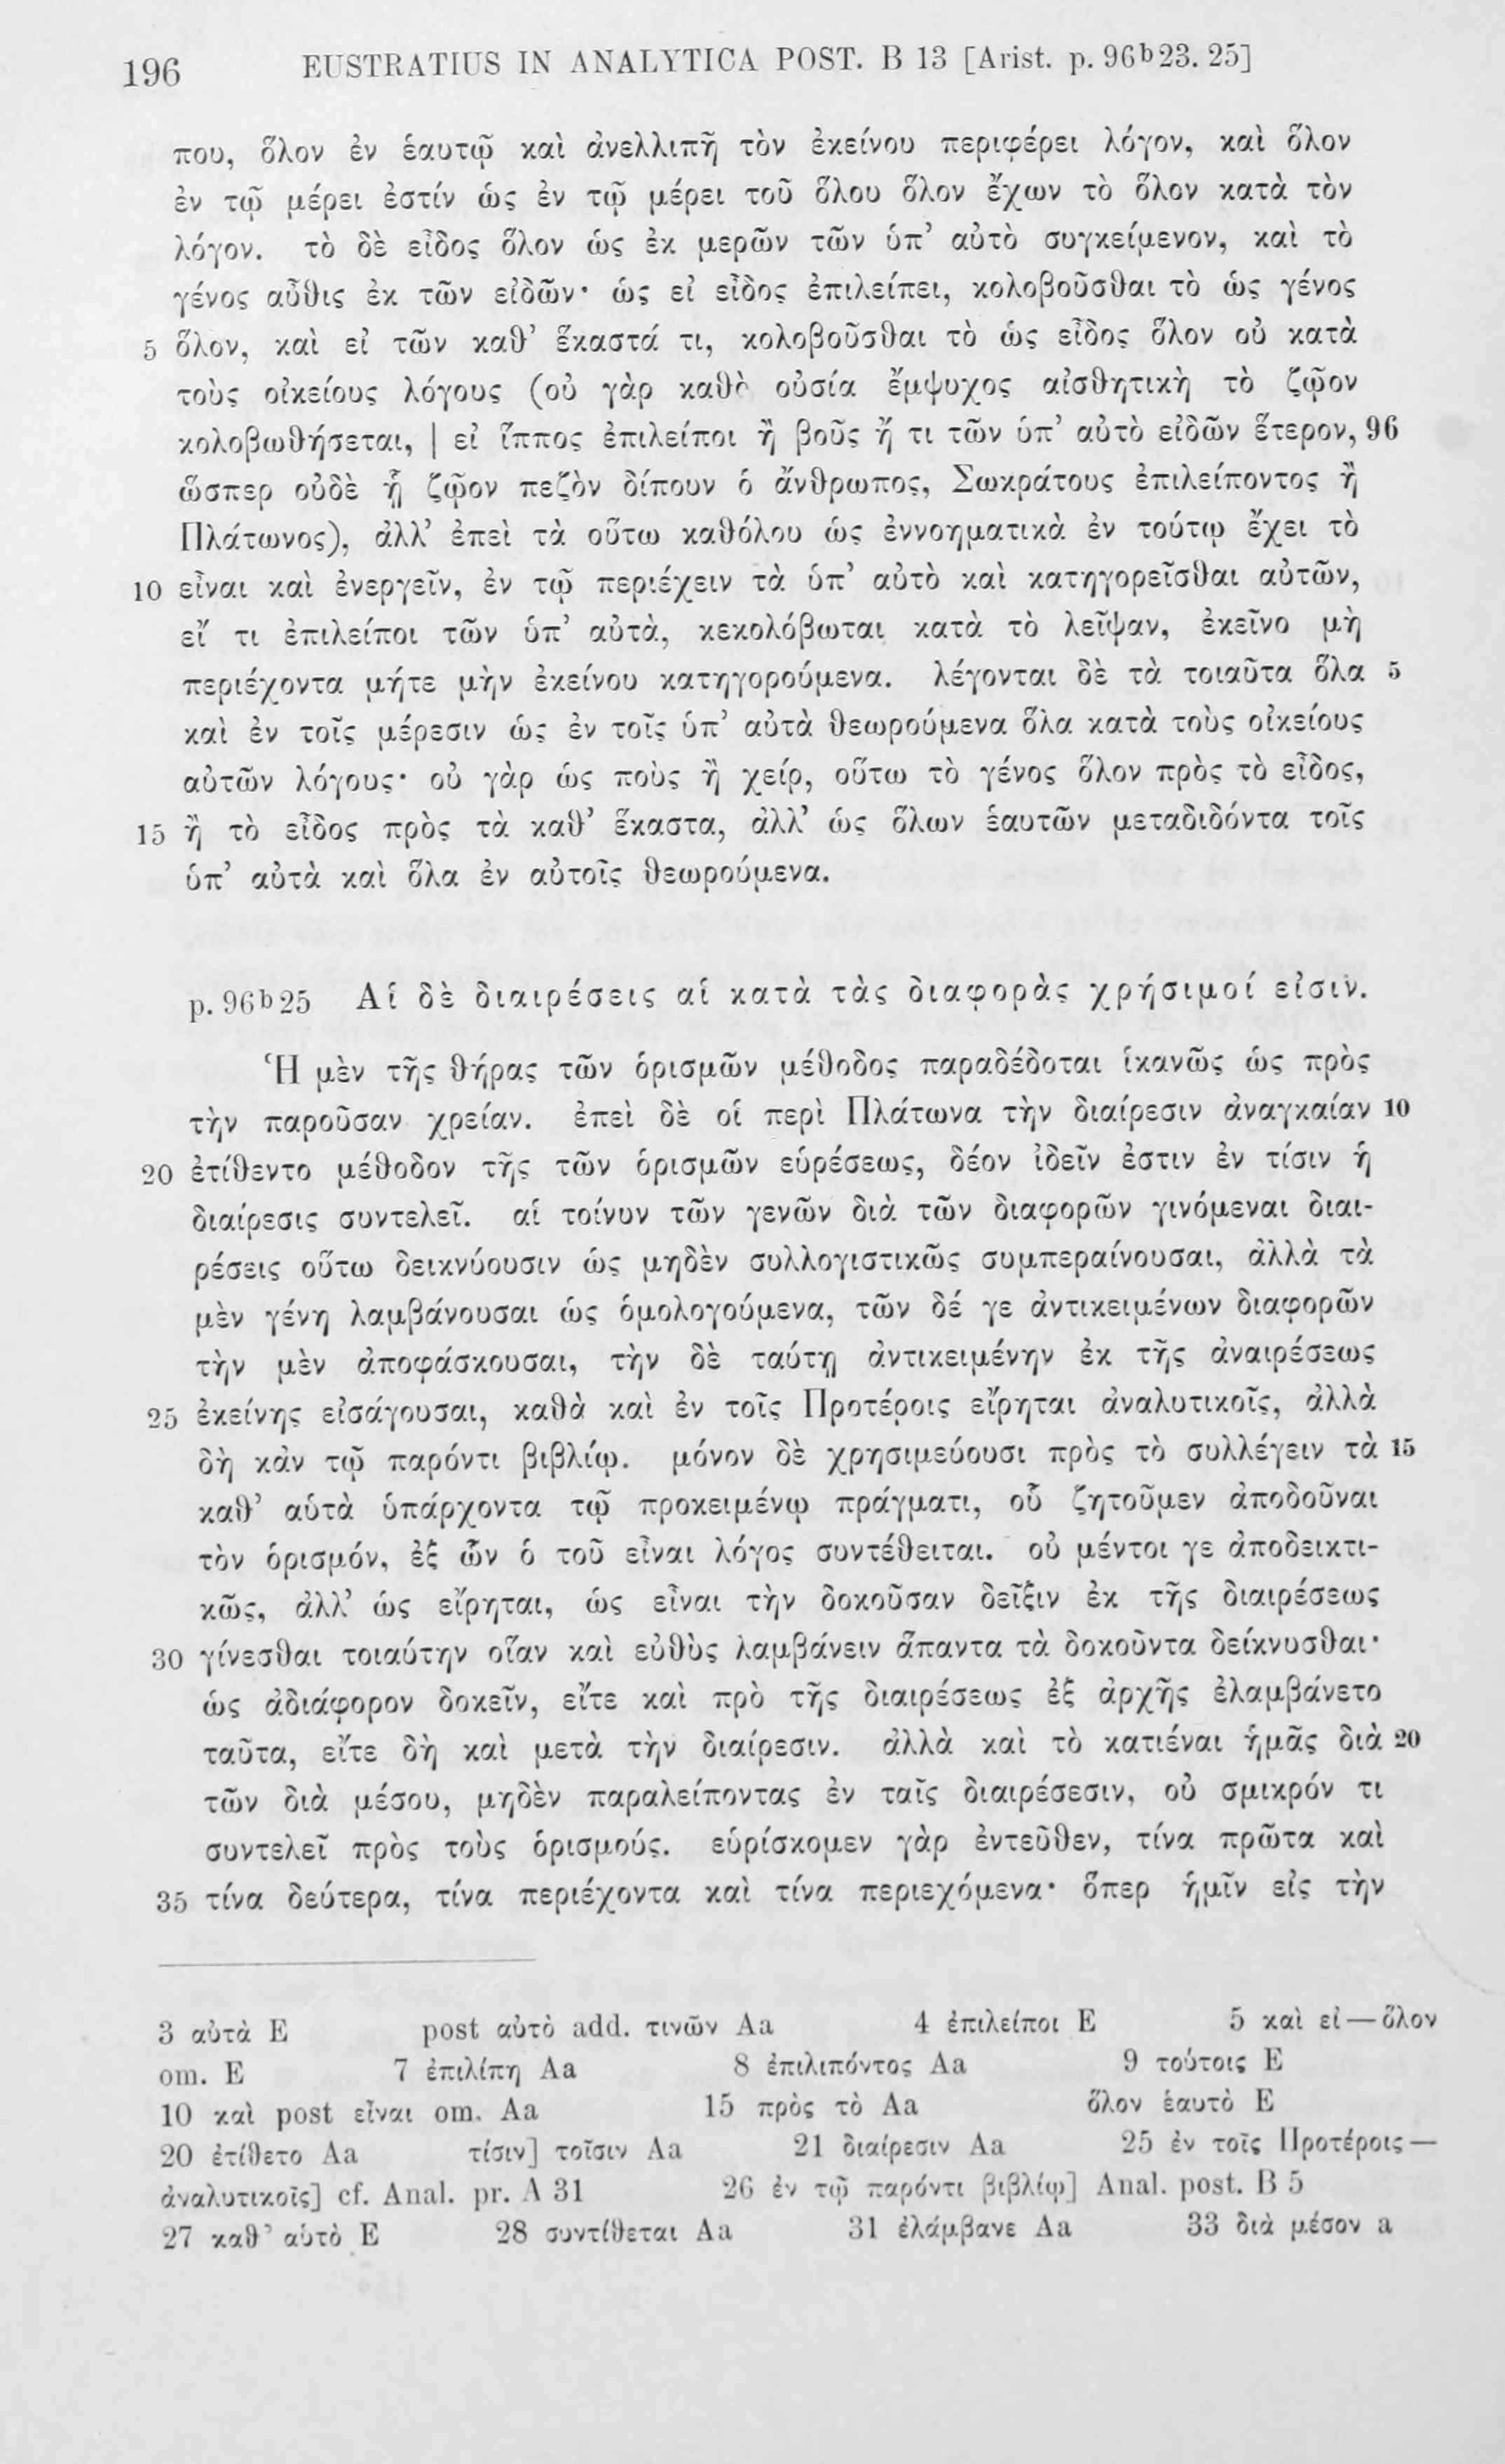 196 EUSTRATIUS IN ANALYTICA POST. B 13 [Arist. p. 96b23. 25]
που, ὅλον ἐν ἑαυτῷ καὶ ἀνελλιπῆ τὸν ἐκείνου περιφέρει λόγον, καὶ ὅλον
ἐν τῷ μέρει ἐστίν ὡς ἐν τῷ μέρει τοῦ ὅλου ὅλον ἔχων τὸ ὅλον κατὰ τὸν
λόγον. τὸ δὲ εἶδος ὅλον ὡς ἐκ μερῶν τῶν ὑπ’ αὐτὸ συγκείμενον, καὶ τὸ
γένος αὖθις ἐκ τῶν εἰδῶν· ὡς εἰ εἶδος ἐπιλείπει, κολοβοῦσθαι τὸ ὡς γένος
5 ὅλον, καὶ εἰ τῶν καθ’ ἕκαστά τι, κολοβοῦσθαι τὸ ὡς εἶδος ὅλον οὐ κατὰ
τοὺς οἰκείους λόγους (οὐ γὰρ καθὸ οὐσία ἔμψυχος αἰσθητικὴ τὸ ζῷον
κολοβωθήσεται, | εἰ ἵππος ἐπιλείποι ἢ βοῦς ἤ τι τῶν ὑπ’ αὐτὸ εἰδῶν ἕτερον, 96
ὥσπερ οὐδὲ ᾗ ζῷον πεζὸν δίπουν ὁ ἄνθρωπος, Σωκράτους ἐπιλείποντος ἢ
Πλάτωνος), ἀλλ’ ἐπεὶ τὰ οὕτω καθόλου ὡς ἐννοηματικὰ ἐν τούτῳ ἔχει τὸ
10 εἶναι καὶ ἐνεργεῖν, ἐν τῷ περιέχειν τὰ ὑπ’ αὐτὸ καὶ κατηγορεῖσθαι αὐτῶν,
εἴ τι ἐπιλείποι τῶν ὑπ’ αὐτὰ, κεκολόβωται κατὰ τὸ λεῖψαν, ἐκεῖνο μὴ
περιέχοντα μήτε μὴν ἐκείνου κατηγορούμενα. λέγονται δὲ τὰ τοιαῦτα ὅλα 5
καὶ ἐν τοῖς μέρεσιν ὡς ἐν τοῖς ὑπ’ αὐτὰ θεωρούμενα ὅλα κατὰ τοὺς οἰκείους
αὐτῶν λόγους· οὐ γὰρ ὡς ποὺς ἢ χείρ, οὕτω τὸ γένος ὅλον πρὸς τὸ εἶδος,
15 ἢ τὸ εἶδος πρὸς τὰ καθ’ ἕκαστα, ἀλλ’ ὡς ὅλων ἑαυτῶν μεταδιδόντα τοῖς
ὑπ’ αὐτὰ καὶ ὅλα ἐν αὐτοῖς θεωρούμενα.
p. 96b25 Αἱ δὲ διαιρέσεις αἱ κατὰ τὰς διαφορὰς χρήσιμοί εἰσιν.
Ἡ μὲν τῆς θήρας τῶν ὁρισμῶν μέθοδος παραδέδοται ἱκανῶς ὡς πρὸς
τὴν παροῦσαν χρείαν. ἐπεὶ δὲ οἱ περὶ Πλάτωνα τὴν διαίρεσιν ἀναγκαίαν 10
20 ἐτίθεντο μέθοδον τῆς τῶν ὁρισμῶν εὑρέσεως, δέον ἰδεῖν ἐστιν ἐν τίσιν ἡ
διαίρεσις συντελεῖ. αἱ τοίνυν τῶν γενῶν διὰ τῶν διαφορῶν γινόμεναι διαι-
ρέσεις οὕτω δεικνύουσιν ὡς μηδὲν συλλογιστικῶς συμπεραίνουσαι, ἀλλὰ τὰ
μὲν γένη λαμβάνουσαι ὡς ὁμολογούμενα, τῶν δέ γε ἀντικειμένων διαφορῶν
τὴν μὲν ἀποφάσκουσαι, τὴν δὲ ταύτῃ ἀντικειμένην ἐκ τῆς ἀναιρέσεως
25 ἐκείνης εἰσάγουσαι, καθὰ καὶ ἐν τοῖς Προτέροις εἴρηται ἀναλυτικοῖς, ἀλλὰ
δὴ κἀν τῷ παρόντι βιβλίῳ. μόνον δὲ χρησιμεύουσι πρὸς τὸ συλλέγειν τὰ 15
καθ’ αὑτὰ ὑπάρχοντα τῷ προκειμένῳ πράγματι, οὗ ζητοῦμεν ἀποδοῦναι
τὸν ὁρισμόν, ἐξ ὧν ὁ τοῦ εἶναι λόγος συντέθειται. οὐ μέντοι γε ἀποδεικτι-
κῶς, ἀλλ’ ὡς εἴρηται, ὡς εἶναι τὴν δοκοῦσαν δεῖξιν ἐκ τῆς διαιρέσεως
30 γίνεσθαι τοιαύτην οἵαν καὶ εὐθὺς λαμβάνειν ἅπαντα τὰ δοκοῦντα δείκνυσθαι·
ὡς ἀδιάφορον δοκεῖν, εἴτε καὶ πρὸ τῆς διαιρέσεως ἐξ ἀρχῆς ἐλαμβάνετο
ταῦτα, εἴτε δὴ καὶ μετὰ τὴν διαίρεσιν. ἀλλὰ καὶ τὸ κατιέναι ἡμᾶς διὰ 20
τῶν διὰ μέσου, μηδὲν παραλείποντας ἐν ταῖς διαιρέσεσιν, οὐ σμικρόν τι
συντελεῖ πρὸς τοὺς ὁρισμούς. εὑρίσκομεν γὰρ ἐντεῦθεν, τίνα πρῶτα καὶ
35 τίνα δεύτερα, τίνα περιέχοντα καὶ τίνα περιεχόμενα· ὅπερ ἡμῖν εἰς τὴν
3 αὐτὰ E post αὐτὸ add. τινῶν Aa 4 ἐπιλείποι E 5 καὶ εἰ — ὅλον
om. E 7 ἐπιλίπῃ Aa 8 ἐπιλιπόντος Aa 9 τούτοις E
10 καὶ post εἶναι om. Aa 15 πρὸς τὸ Aa ὅλον ἑαυτὸ E
20 ἐτίθετο Aa τίσιν] τοῖσιν Aa 21 διαίρεσιν Aa 25 ἐν τοῖς Προτέροις —
ἀναλυτικοῖς] cf. Anal. pr. A 31 26 ἐν τῷ παρόντι βιβλίῳ] Anal. post. B 5
27 καθ’ αὑτὸ E 28 συντίθεται Aa 31 ἐλάμβανε Aa 33 διὰ μέσον a